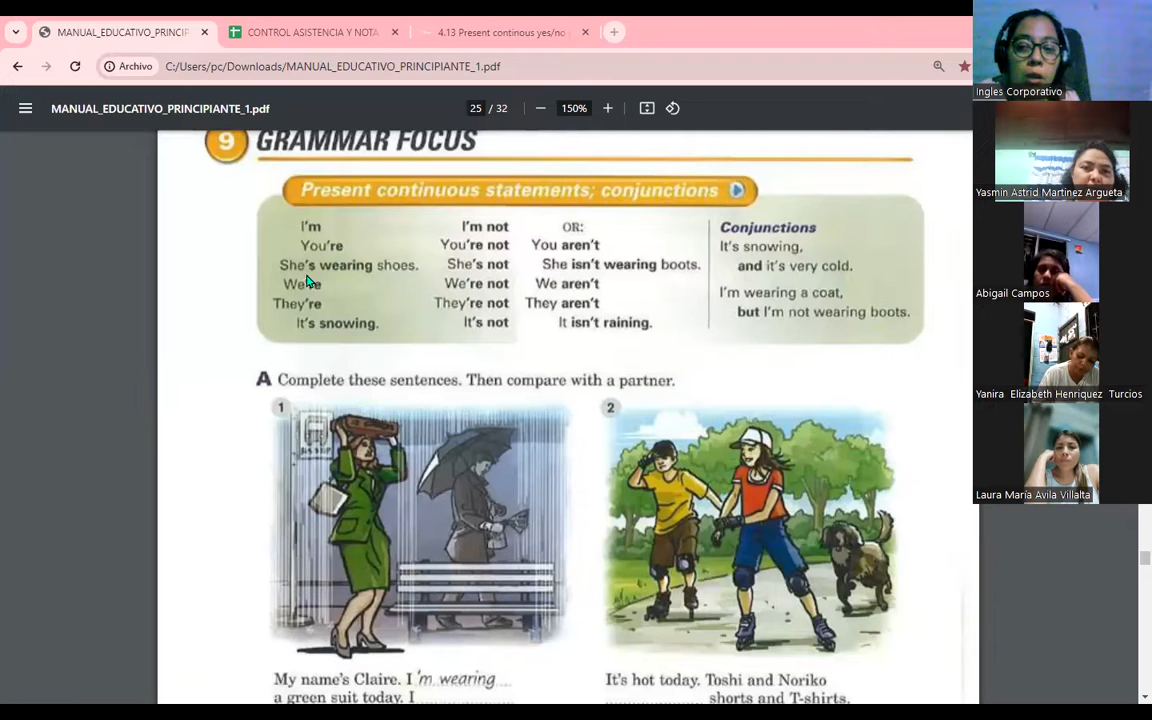 MANUAL_EDUCATIVO_PRINCIP
CONTROL ASISTENCIA Y NOTA
4.13 Present continous yes/no
Archivo
C:/Users/pc/Downloads/MANUAL_EDUCATIVO_PRINCIPIANTE_1.pdf
MANUAL_EDUCATIVO_PRINCIPIANTE_1.pdf
25 / 32
150%
9 GRAMMAR FOCUS
Present continuous statements; conjunctions
I'm I'm not OR:
You're You're not You aren't
She's wearing shoes. She's not She isn't wearing boots.
We're We're not We aren't
They're They're not They aren't
It's snowing. It's not It isn't raining.
Conjunctions
It's snowing,
and it's very cold.
I'm wearing a coat,
but I'm not wearing boots.
A Complete these sentences. Then compare with a partner.
1
2
My name's Claire. I 'm wearing
a green suit today. I
It's hot today. Toshi and Noriko
shorts and T-shirts.
Ingles Corporativo
Yasmin Astrid Martinez Argueta
Abigail Campos
Yanira Elizabeth Henriquez Turcios
Laura María Avila Villalta